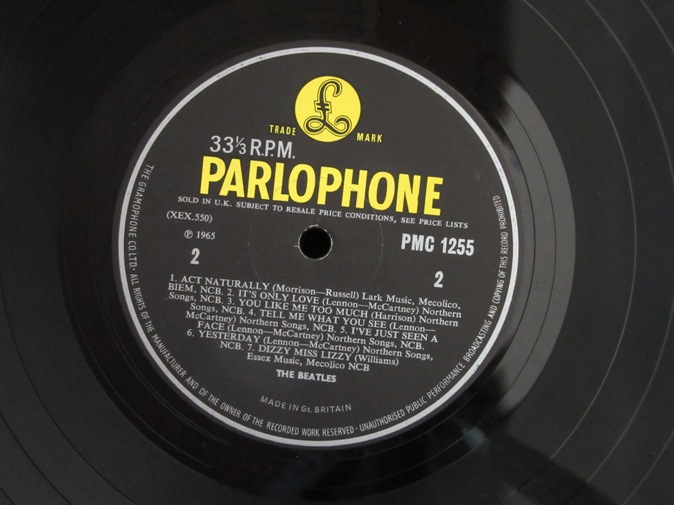 £
TRADE MARK
33⅓ R.P.M.
PARLOPHONE
SOLD IN U.K. SUBJECT TO RESALE PRICE CONDITIONS, SEE PRICE LISTS
(XEX.550)
℗ 1965
PMC 1255
2
2
1. ACT NATURALLY (Morrison—Russell) Lark Music, Mecolico,
BIEM, NCB. 2. IT'S ONLY LOVE (Lennon—McCartney) Northern
Songs, NCB. 3. YOU LIKE ME TOO MUCH (Harrison) Northern
Songs, NCB. 4. TELL ME WHAT YOU SEE (Lennon—
McCartney) Northern Songs, NCB. 5. I'VE JUST SEEN A
FACE (Lennon—McCartney) Northern Songs, NCB.
6. YESTERDAY (Lennon—McCartney) Northern Songs,
NCB. 7. DIZZY MISS LIZZY (Williams)
Essex Music, Mecolico NCB
THE BEATLES
MADE IN Gt. BRITAIN
THE GRAMOPHONE CO. LTD. · ALL RIGHTS OF THE MANUFACTURER AND OF THE OWNER OF THE RECORDED WORK RESERVED · UNAUTHORISED PUBLIC PERFORMANCE BROADCASTING AND COPYING OF THIS RECORD PROHIBITED